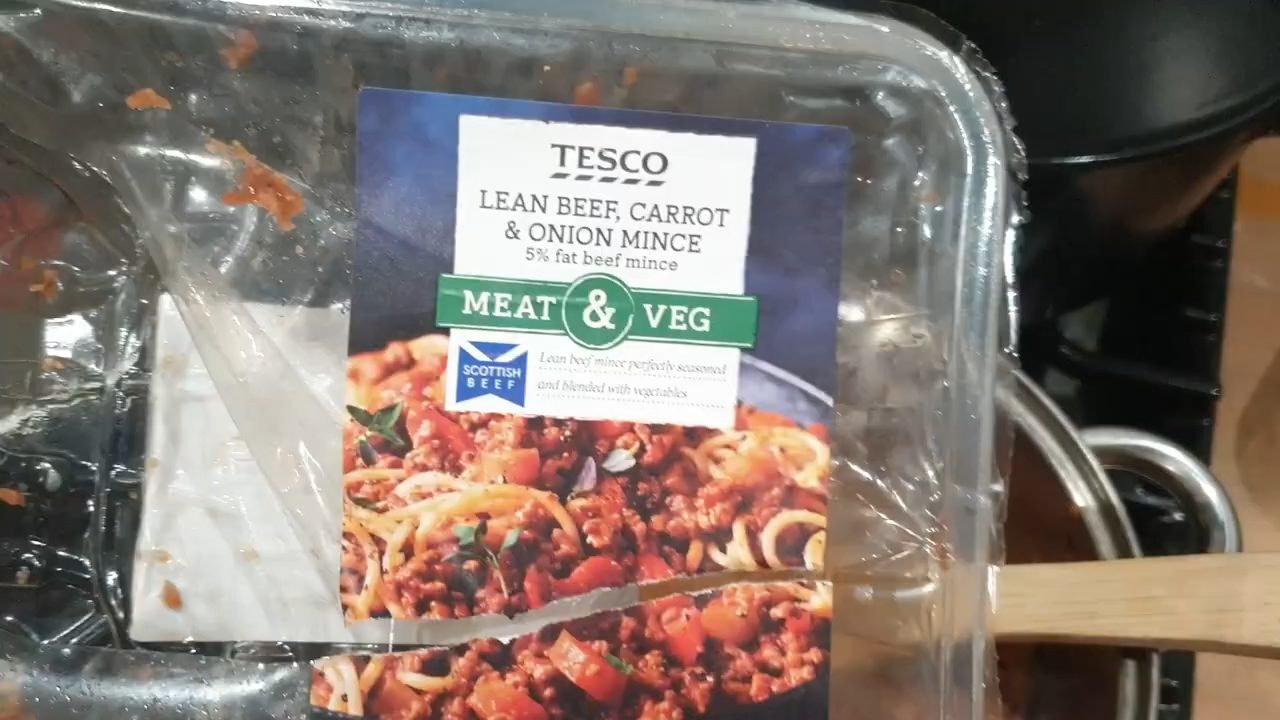 TESCO
LEAN BEEF, CARROT
& ONION MINCE
5% fat beef mince
MEAT & VEG
SCOTTISH
BEEF
Lean beef mince perfectly seasoned
and blended with vegetables